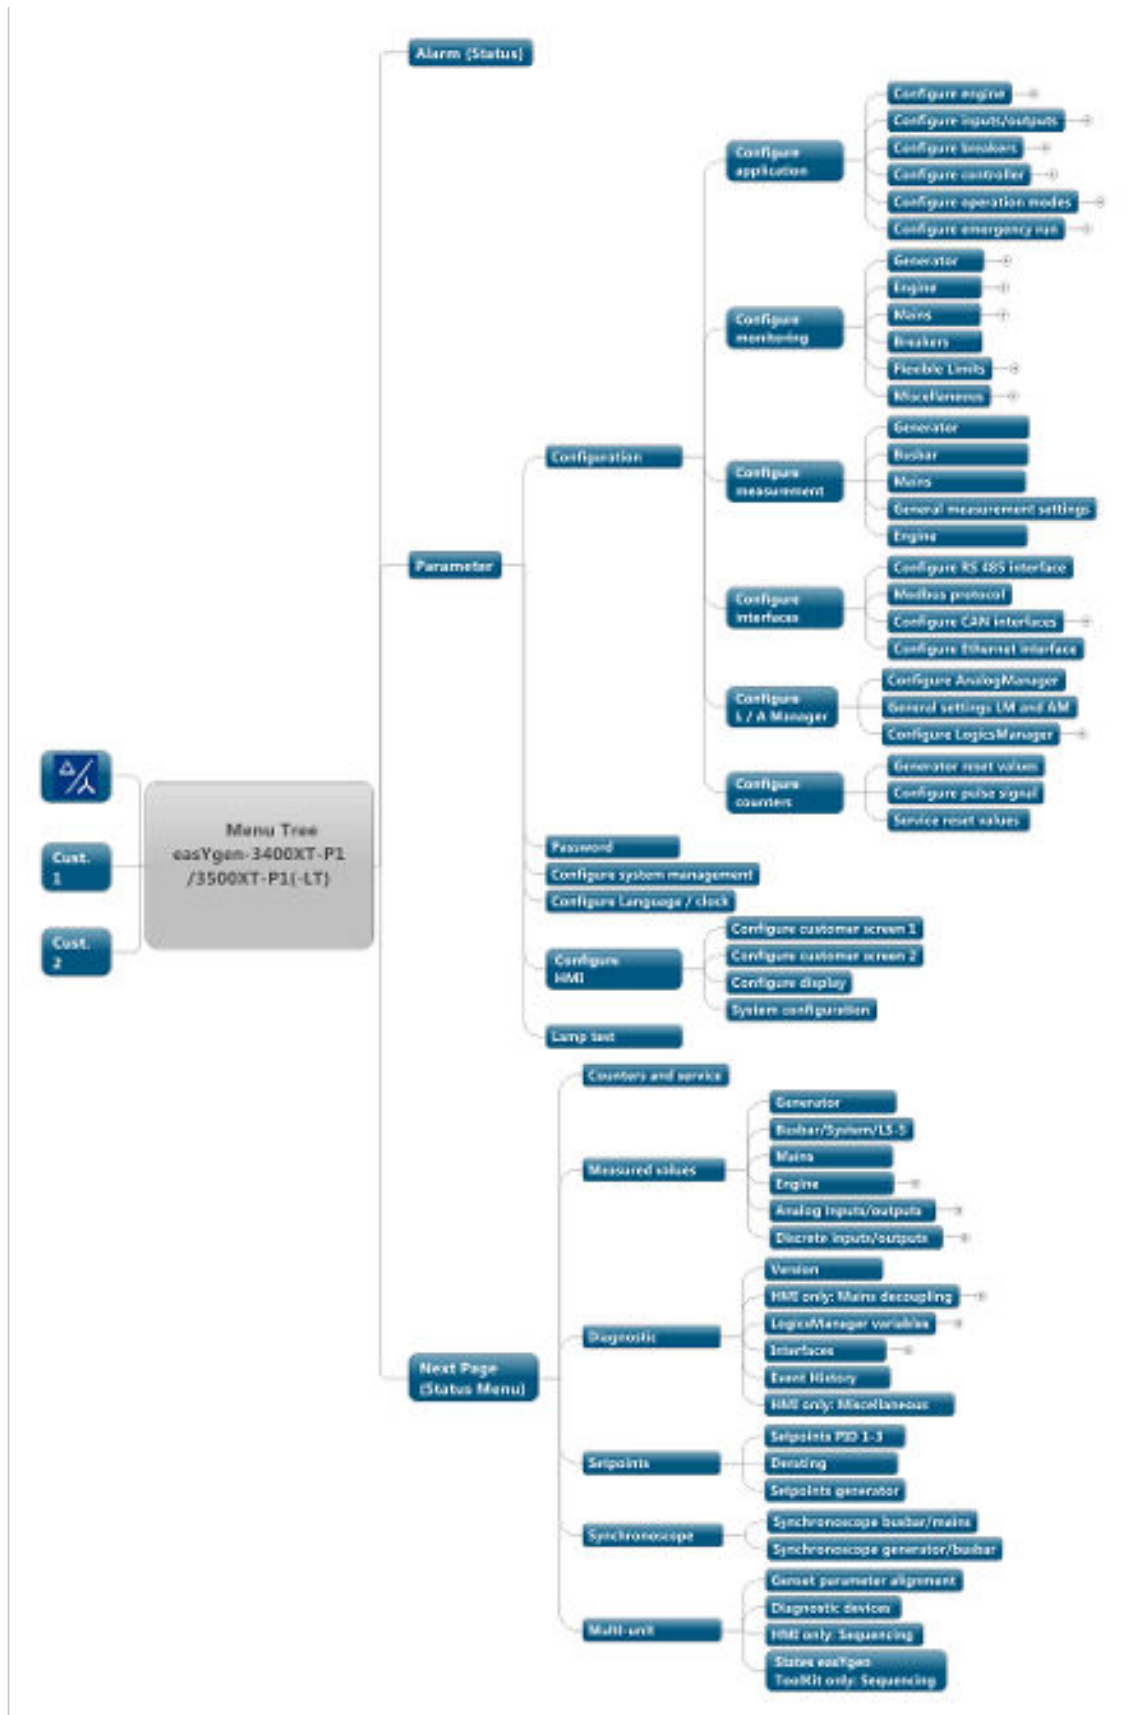 Alarm (Status)
Configure engine
Configure inputs/outputs
Configure breakers
Configure controller
Configure operation modes
Configure emergency run
Configure
application
Generator
Engine
Mains
Breakers
Flexible Limits
Miscellaneous
Configure
monitoring
Generator
Busbar
Mains
General measurement settings
Engine
Configure
measurement
Configuration
Parameter
Configure RS 485 interface
Modbus protocol
Configure CAN interfaces
Configure Ethernet interface
Configure
interfaces
Configure AnalogManager
General settings LM and AM
Configure LogicsManager
Configure
L / A Manager
Generator reset values
Configure pulse signal
Service reset values
Configure
counters
Menu Tree
easYgen-3400XT-P1
/3500XT-P1(-LT)
Cust.
1
Cust.
2
Password
Configure system management
Configure Language / clock
Configure
HMI
Configure customer screen 1
Configure customer screen 2
Configure display
System configuration
Lamp test
Counters and service
Measured values
Generator
Busbar/System/LS-5
Mains
Engine
Analog inputs/outputs
Discrete inputs/outputs
Diagnostic
Version
HMI only: Mains decoupling
LogicsManager variables
Interfaces
Event History
HMI only: Miscellaneous
Next Page
(Status Menu)
Setpoints
Setpoints PID 1-3
Derating
Setpoints generator
Synchronoscope
Synchronoscope busbar/mains
Synchronoscope generator/busbar
Multi-unit
Genset parameter alignment
Diagnostic devices
HMI only: Sequencing
States easYgen
ToolKit only: Sequencing